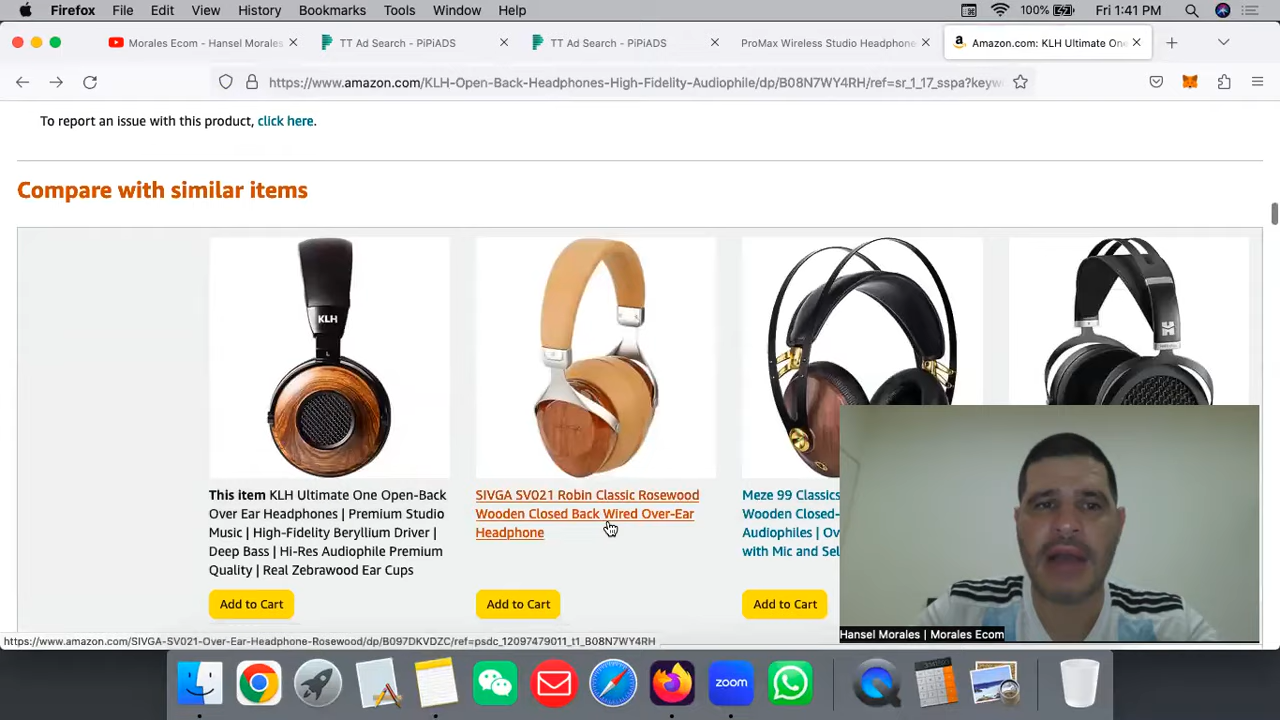 Firefox File Edit View History Bookmarks Tools Window Help 100% Fri 1:41 PM
Morales Ecom - Hansel Morales TT Ad Search - PiPiADS TT Ad Search - PiPiADS ProMax Wireless Studio Headphone Amazon.com: KLH Ultimate One
https://www.amazon.com/KLH-Open-Back-Headphones-High-Fidelity-Audiophile/dp/B08N7WY4RH/ref=sr_1_17_sspa?keyw
To report an issue with this product, click here.
Compare with similar items
KLH
This item KLH Ultimate One Open-Back
Over Ear Headphones | Premium Studio
Music | High-Fidelity Beryllium Driver |
Deep Bass | Hi-Res Audiophile Premium
Quality | Real Zebrawood Ear Cups
Add to Cart
SIVGA SV021 Robin Classic Rosewood
Wooden Closed Back Wired Over-Ear
Headphone
Add to Cart
Meze 99 Classics
Wooden Closed-
Audiophiles | Ov
with Mic and Sel
Add to Cart
Hansel Morales | Morales Ecom
https://www.amazon.com/SIVGA-SV021-Over-Ear-Headphone-Rosewood/dp/B097DKVDZC/ref=psdc_12097479011_t1_B08N7WY4RH
zoom